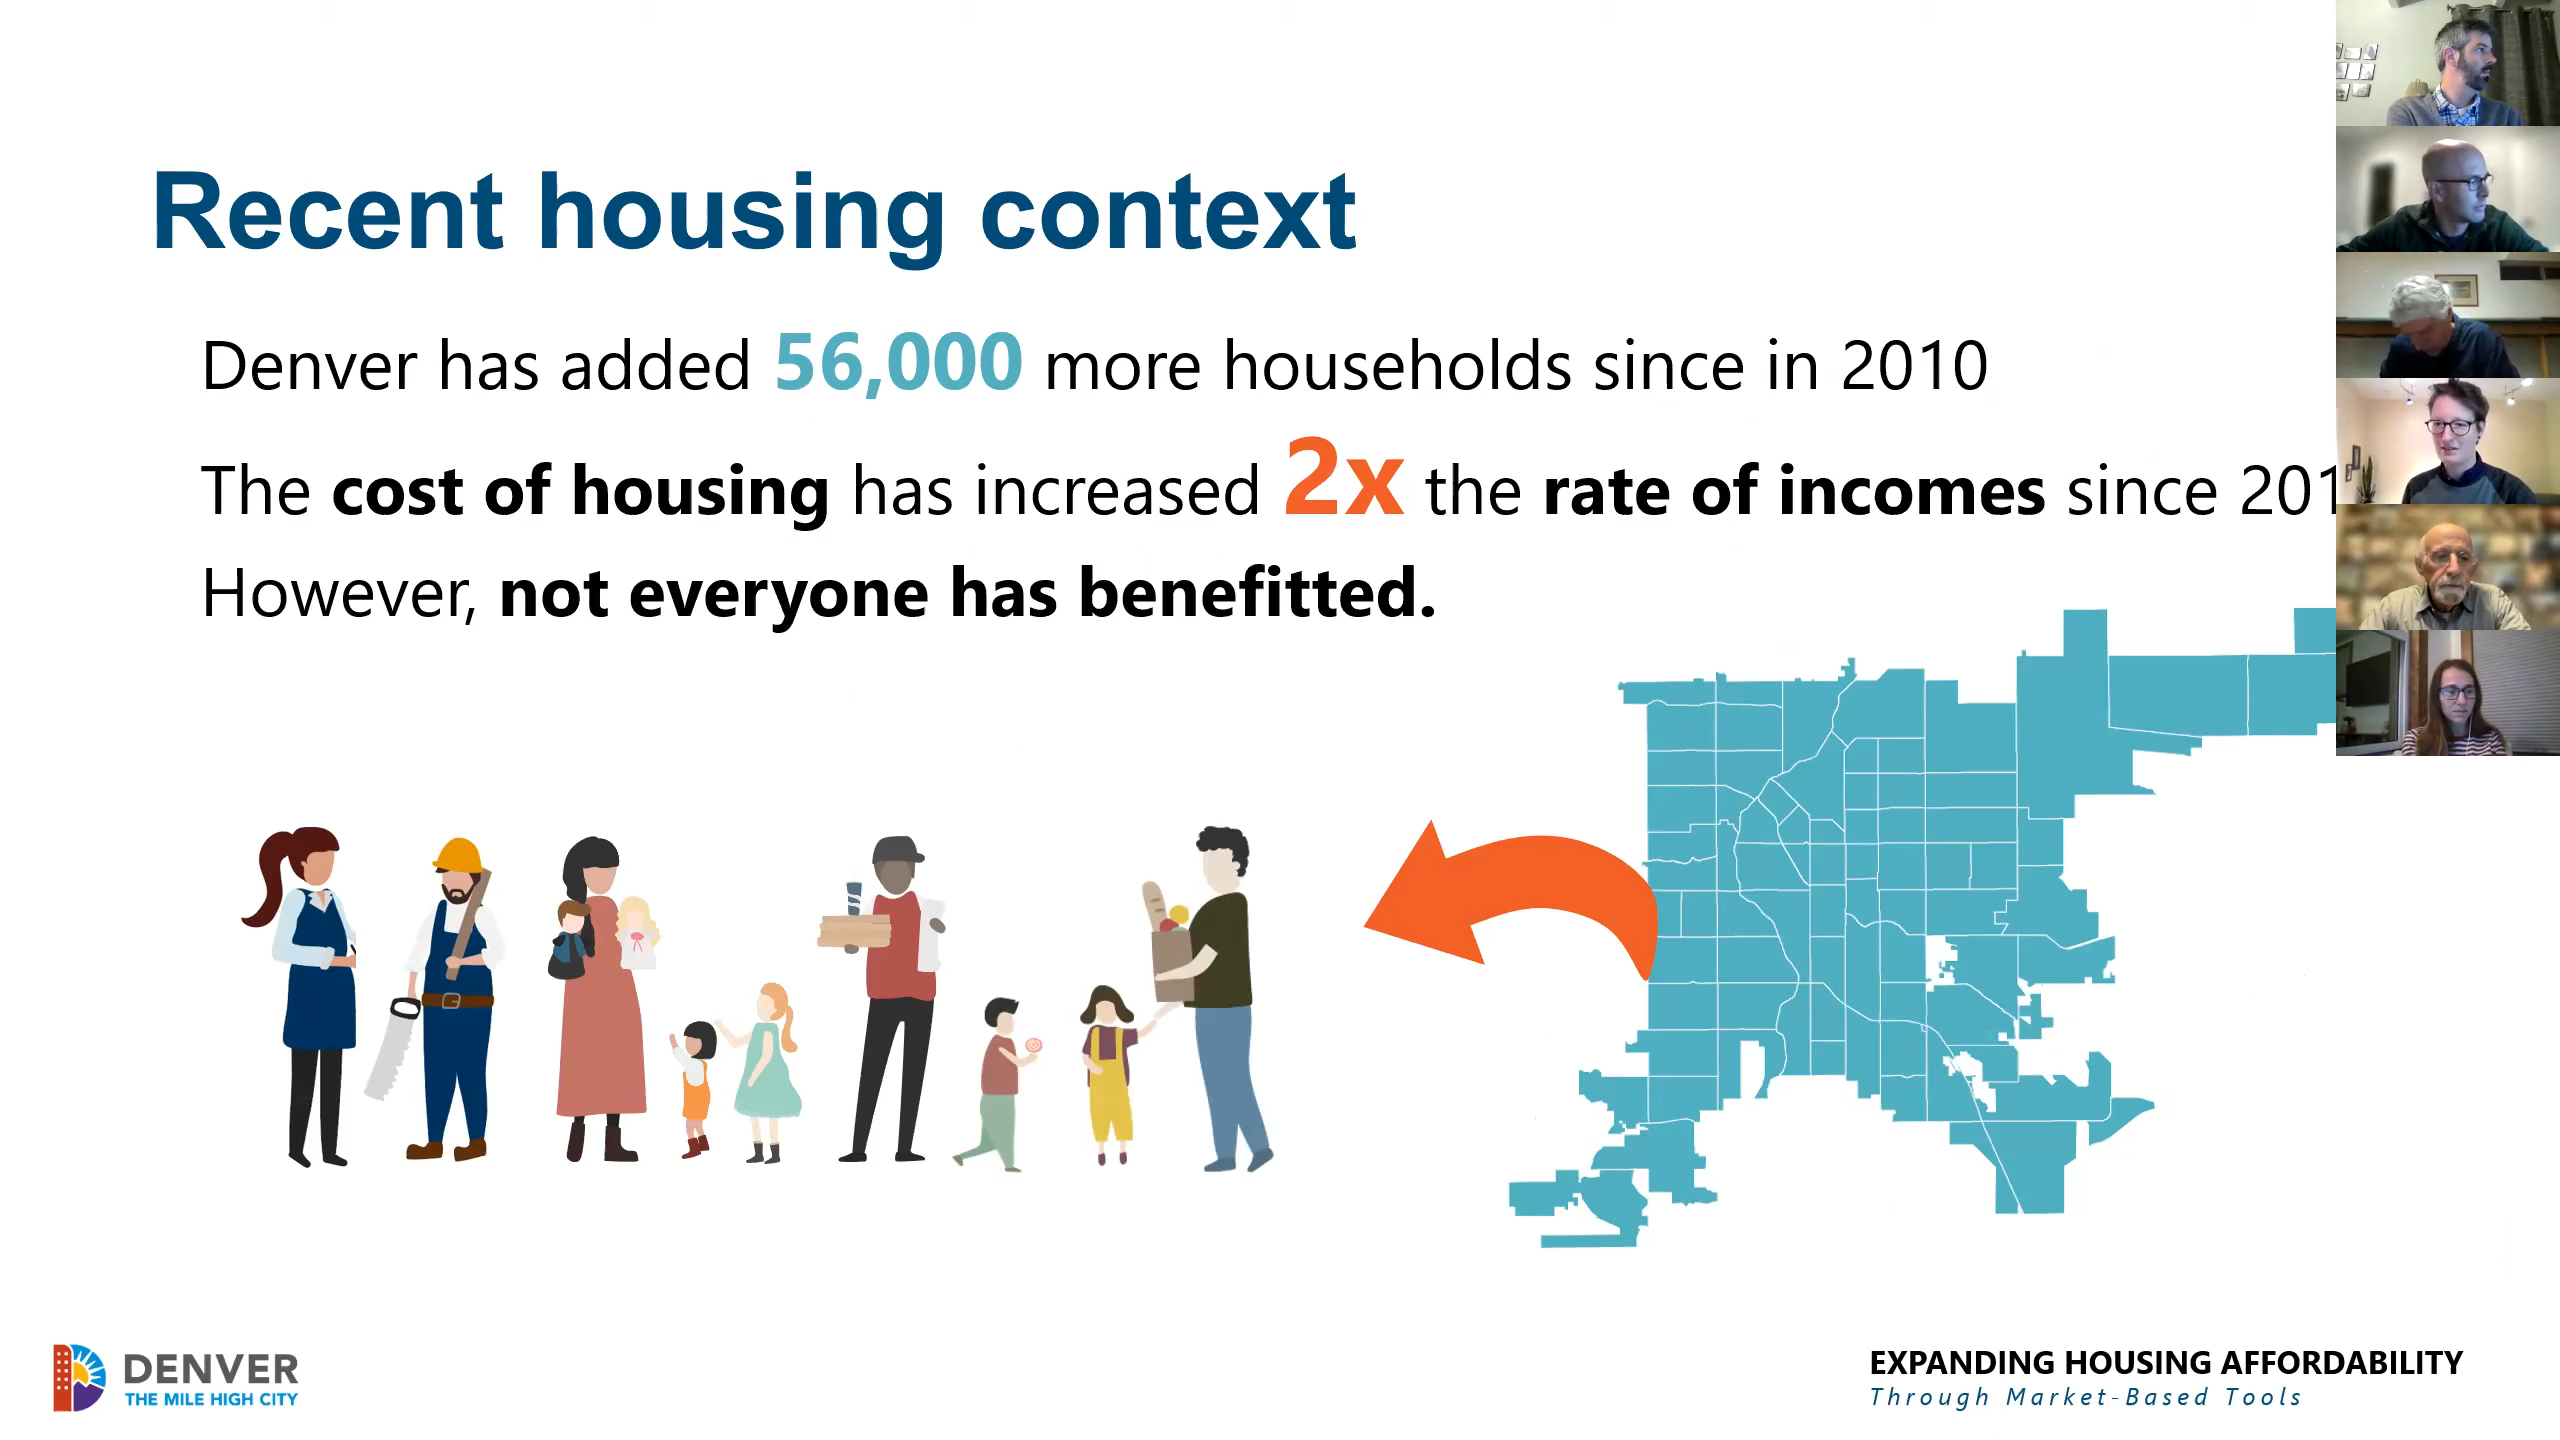 Recent housing context
Denver has added 56,000 more households since in 2010
The cost of housing has increased 2x the rate of incomes since 201
However, not everyone has benefitted.
DENVER
THE MILE HIGH CITY
EXPANDING HOUSING AFFORDABILITY
Through Market-Based Tools